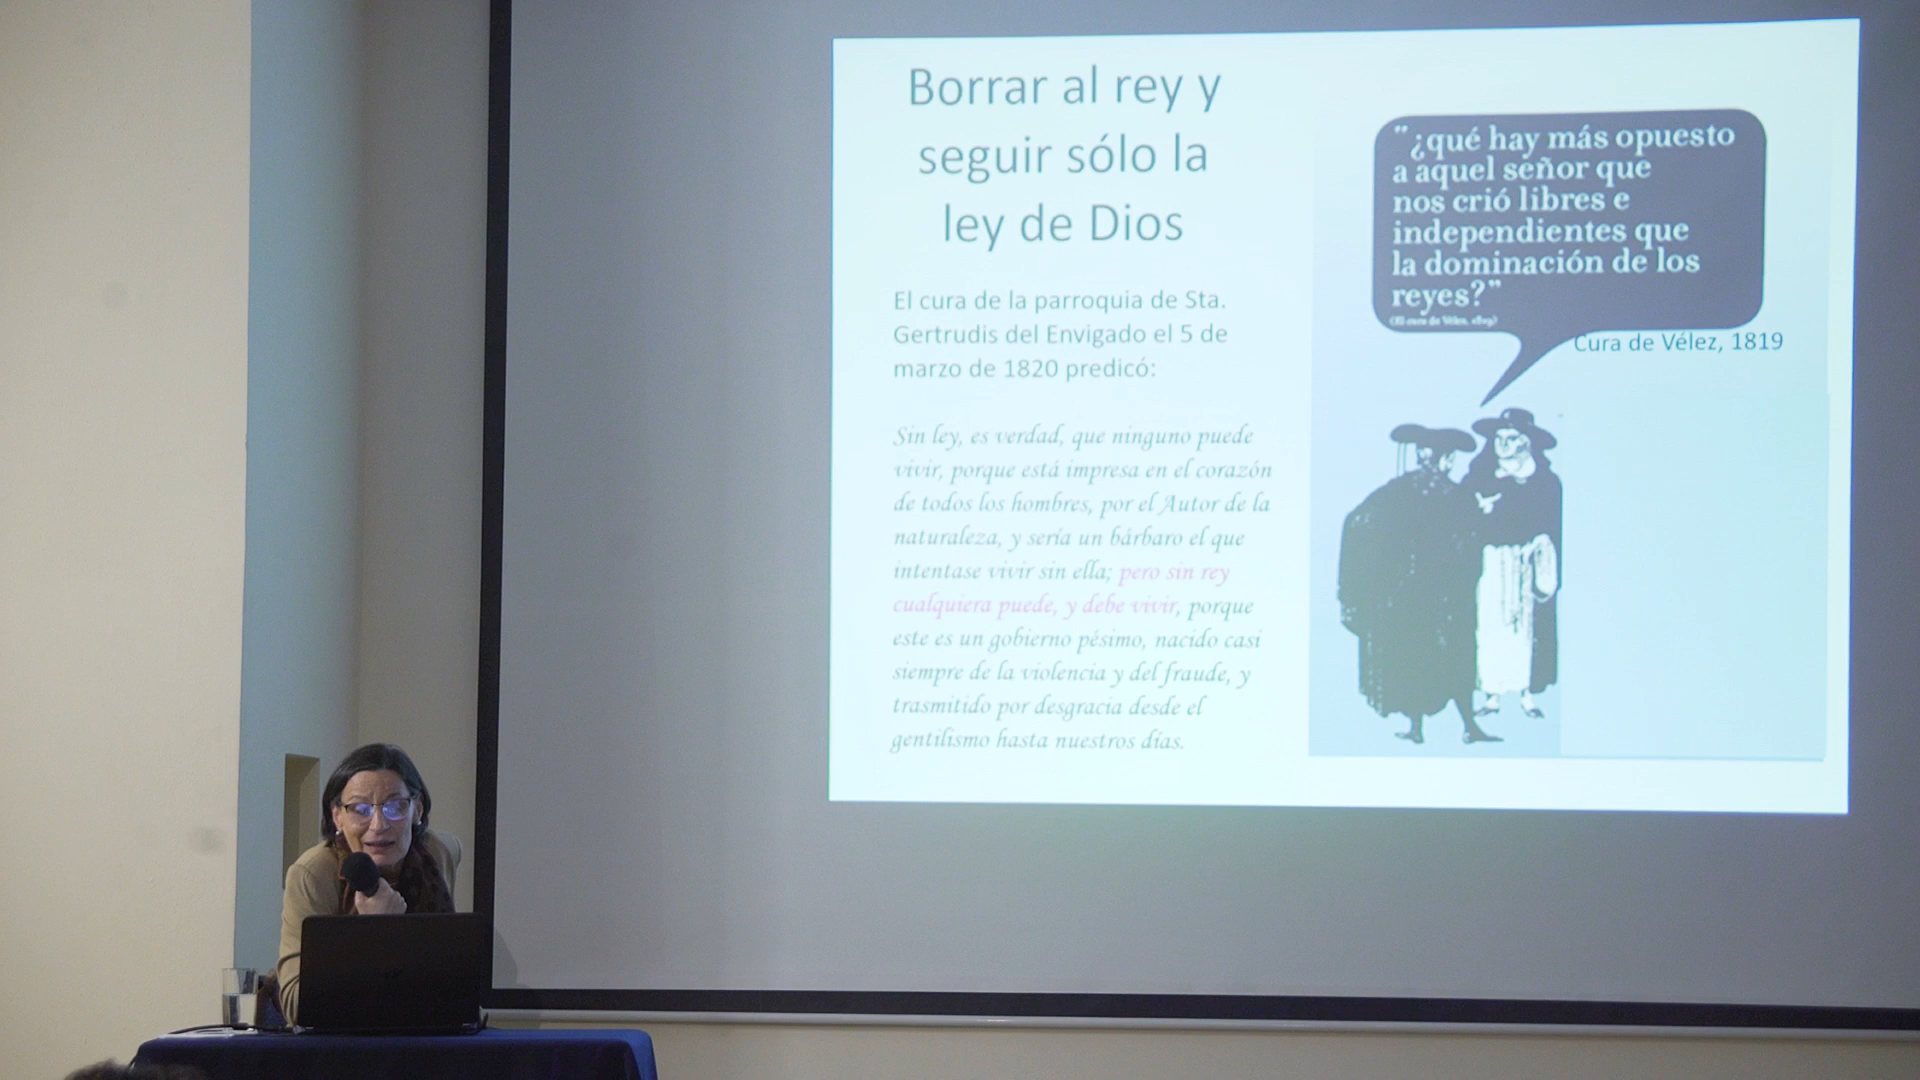 Borrar al rey y
seguir sólo la
ley de Dios
El cura de la parroquia de Sta.
Gertrudis del Envigado el 5 de
marzo de 1820 predicó:
Sin ley, es verdad, que ninguno puede
vivir, porque está impresa en el corazón
de todos los hombres, por el Autor de la
naturaleza, y sería un bárbaro el que
intentase vivir sin ella; pero sin rey
cualquiera puede, y debe vivir, porque
este es un gobierno pésimo, nacido casi
siempre de la violencia y del fraude, y
trasmitido por desgracia desde el
gentilismo hasta nuestros días.
"¿qué hay más opuesto
a aquel señor que
nos crió libres e
independientes que
la dominación de los
reyes?"
(El cura de Vélez, 1819)
Cura de Vélez, 1819